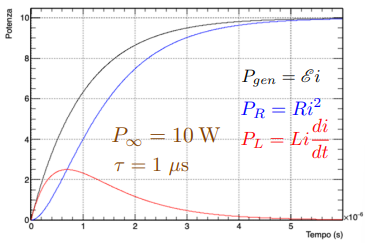 Potenza
10
8
6
4
2
0
0 1 2 3 4 5
×10⁻⁶
Tempo (s)
P_gen = ℰi
P_R = Ri²
P_L = Li di/dt
P_∞ = 10 W
τ = 1 μs